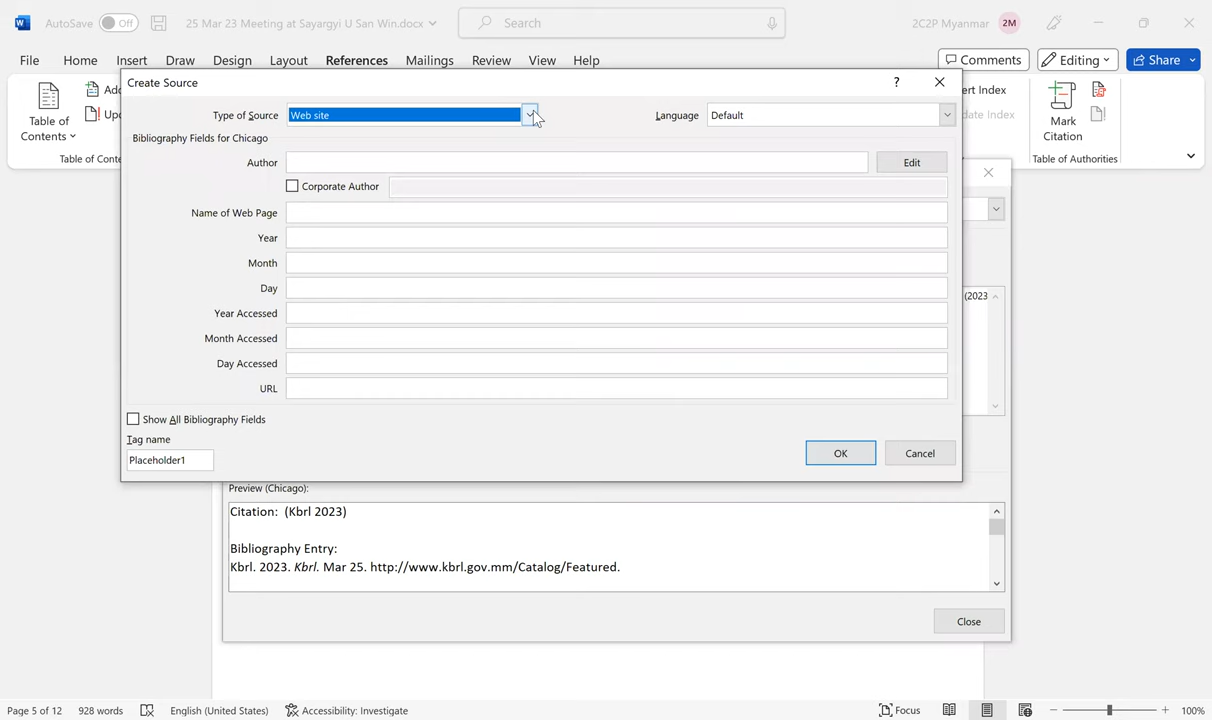 AutoSave Off 25 Mar 23 Meeting at Sayargyi U San Win.docx Search 2C2P Myanmar 2M
File Home Insert Draw Design Layout References Mailings Review View Help Comments Editing Share
Table of
Contents
Table of Conte
Create Source ?
Type of Source Web site Language Default
Bibliography Fields for Chicago
Author Edit
Corporate Author
Name of Web Page
Year
Month
Day
Year Accessed
Month Accessed
Day Accessed
URL
Show All Bibliography Fields
Tag name
Placeholder1
OK Cancel
Mark
Citation
Table of Authorities
(2023
Preview (Chicago):
Citation: (Kbrl 2023)
Bibliography Entry:
Kbrl. 2023. Kbrl. Mar 25. http://www.kbrl.gov.mm/Catalog/Featured.
Close
Page 5 of 12 928 words English (United States) Accessibility: Investigate Focus 100%